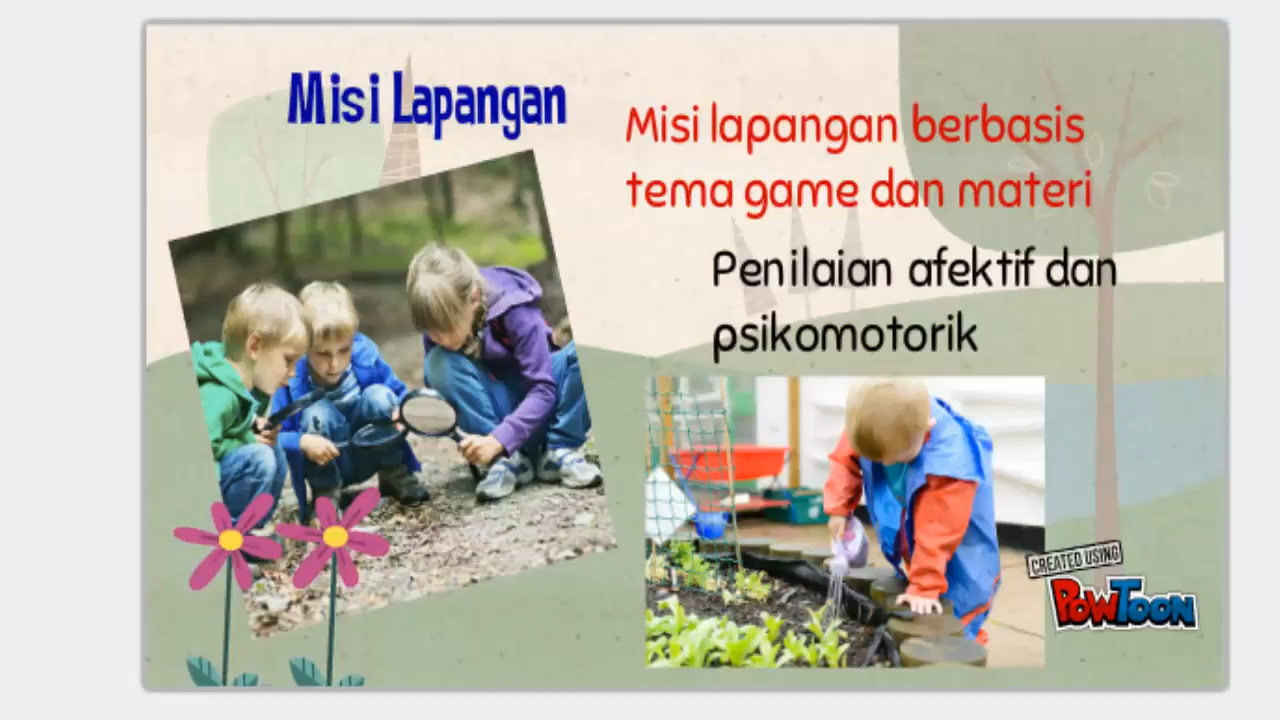 Misi Lapangan
Misi lapangan berbasis
tema game dan materi
Penilaian afektif dan
psikomotorik
CREATED USING
POWTOON